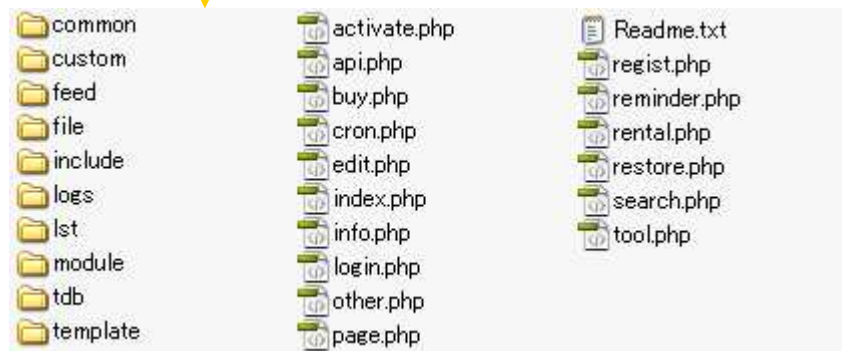 common
custom
feed
file
include
logs
lst
module
tdb
template
activate.php
api.php
buy.php
cron.php
edit.php
index.php
info.php
login.php
other.php
page.php
Readme.txt
regist.php
reminder.php
rental.php
restore.php
search.php
tool.php